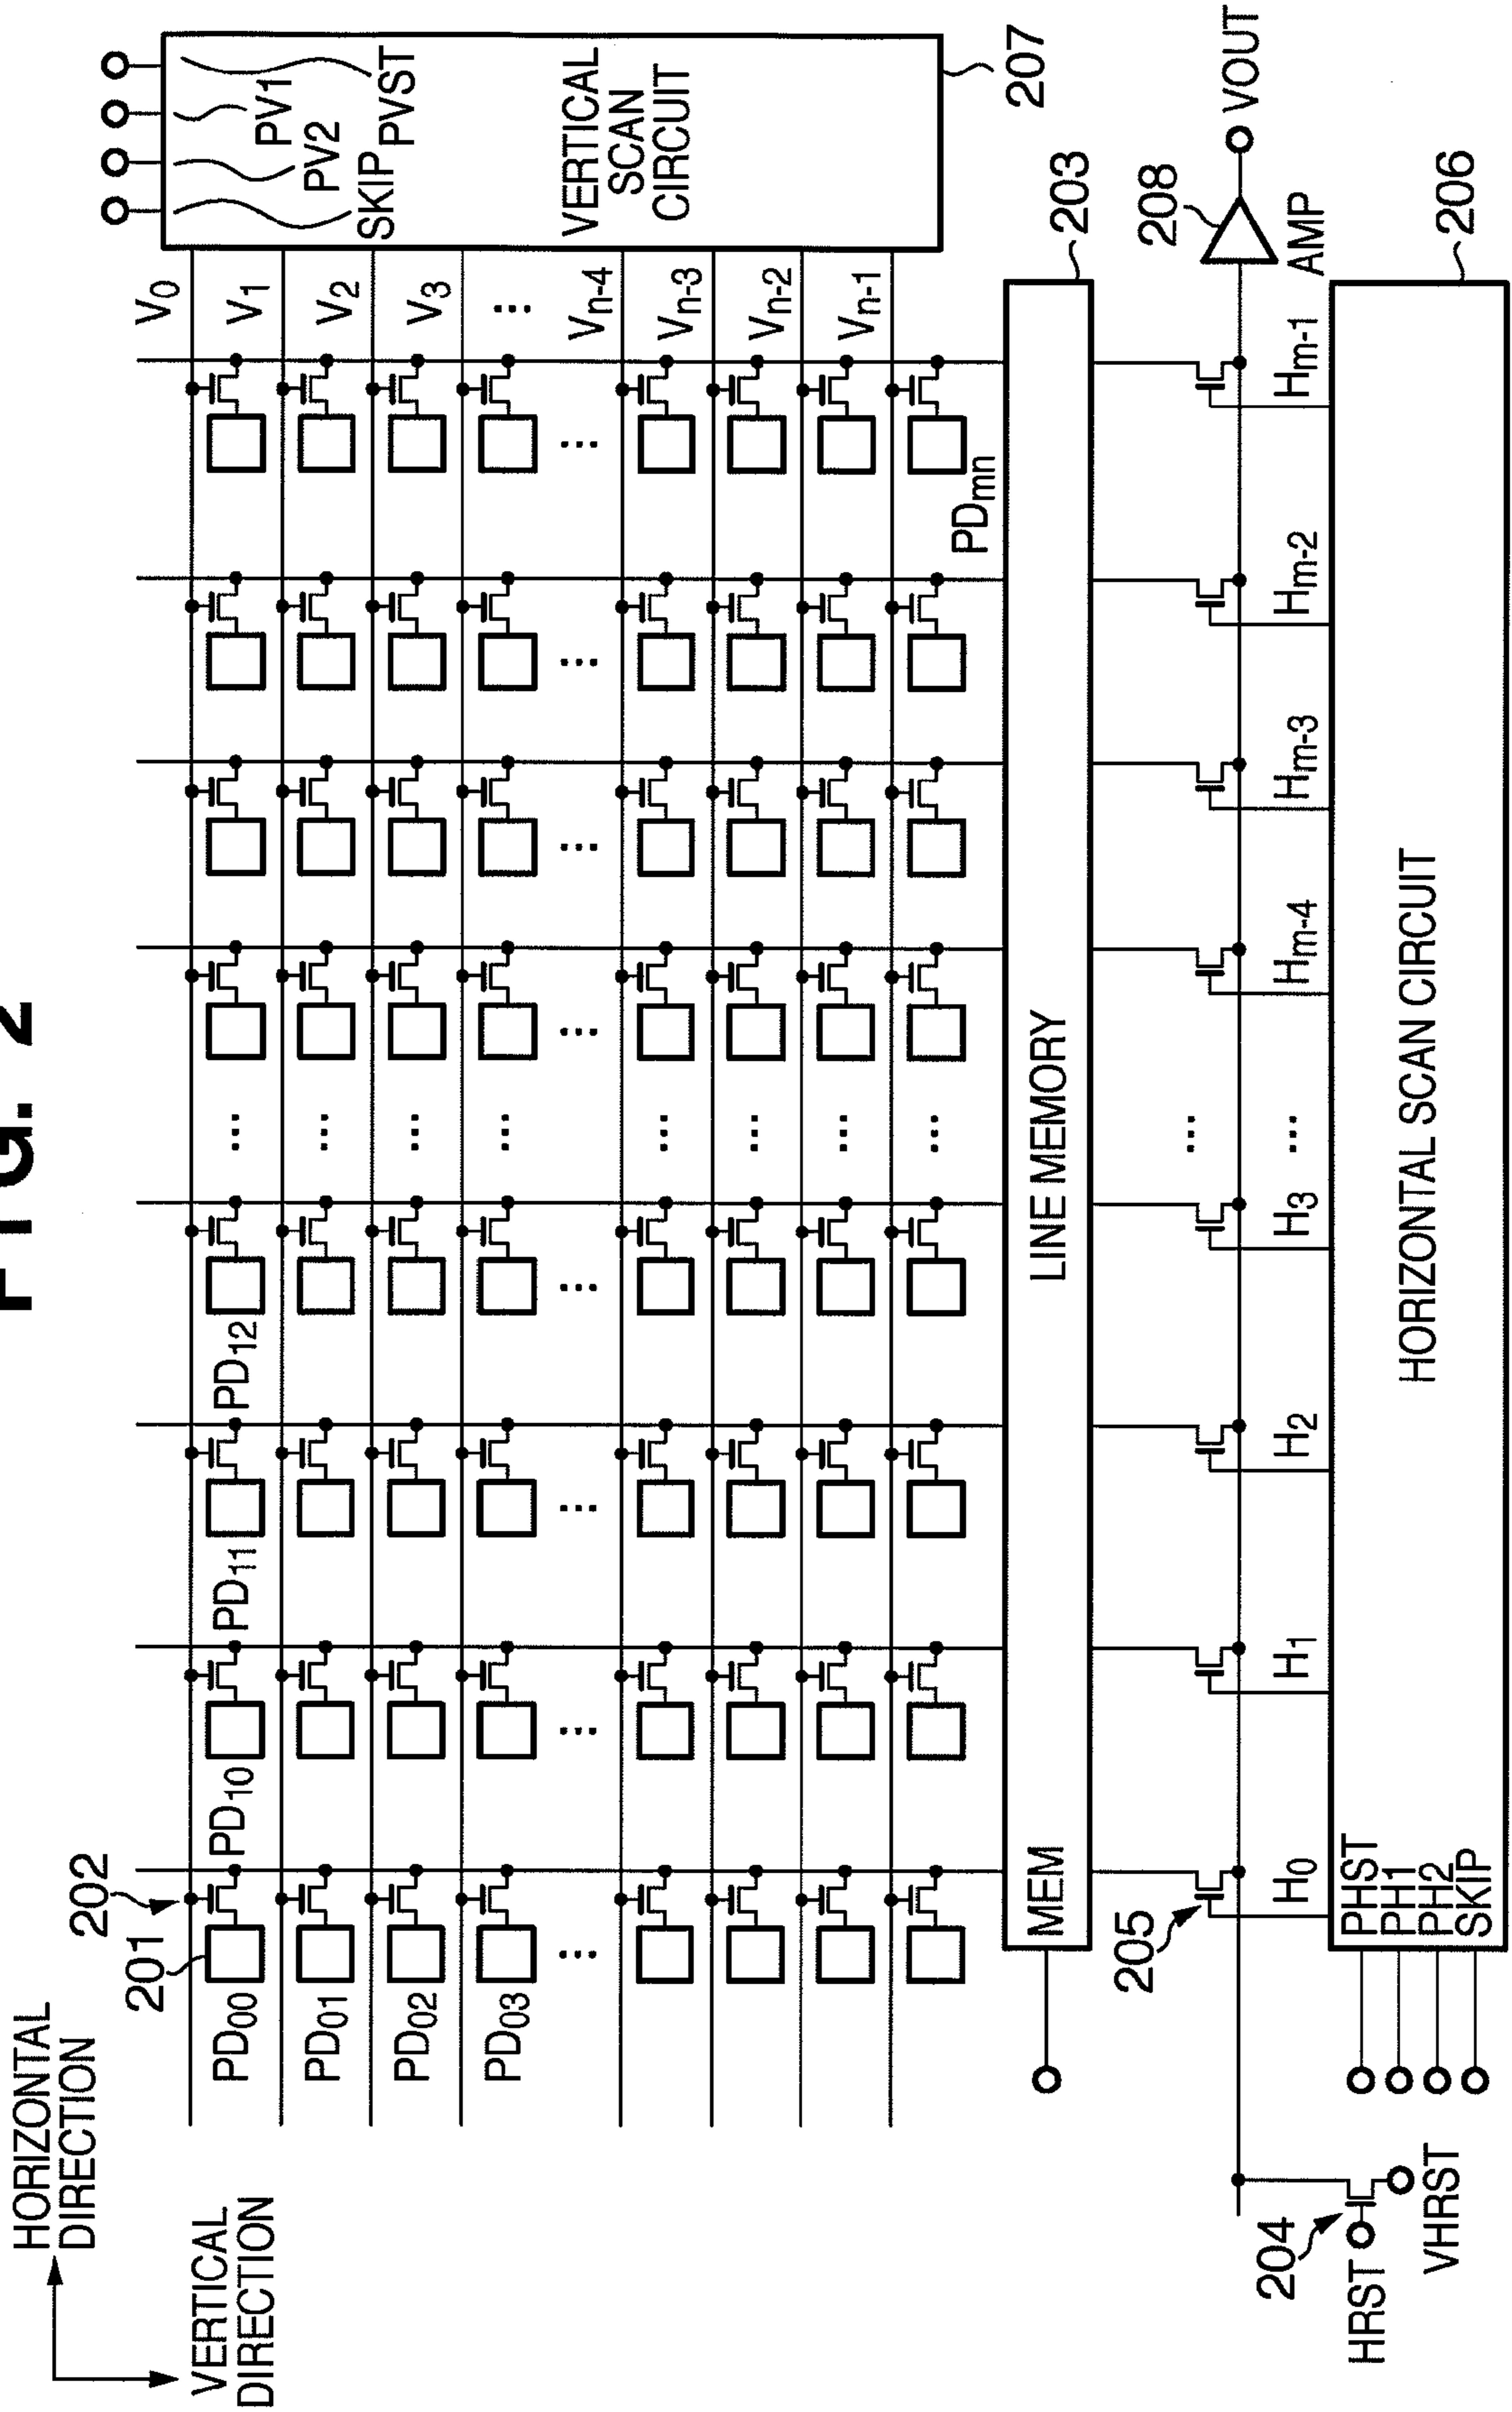 FIG. 2
HORIZONTAL
DIRECTION
VERTICAL
DIRECTION
201
202
PV1
PV2
SKIP
PVST
VERTICAL
SCAN
CIRCUIT
207
V0
V1
V2
V3
...
Vn-4
Vn-3
Vn-2
Vn-1
PD00
PD10
PD11
PD12
...
PD01
...
PD02
...
PD03
...
... ... ... ... ... ... ... ...
...
...
...
...
PDmn
MEM
LINE MEMORY
203
204
HRST
VHRST
205
...
208
AMP
VOUT
H0
H1
H2
H3
...
Hm-4
Hm-3
Hm-2
Hm-1
PHST
PH1
PH2
SKIP
HORIZONTAL SCAN CIRCUIT
206